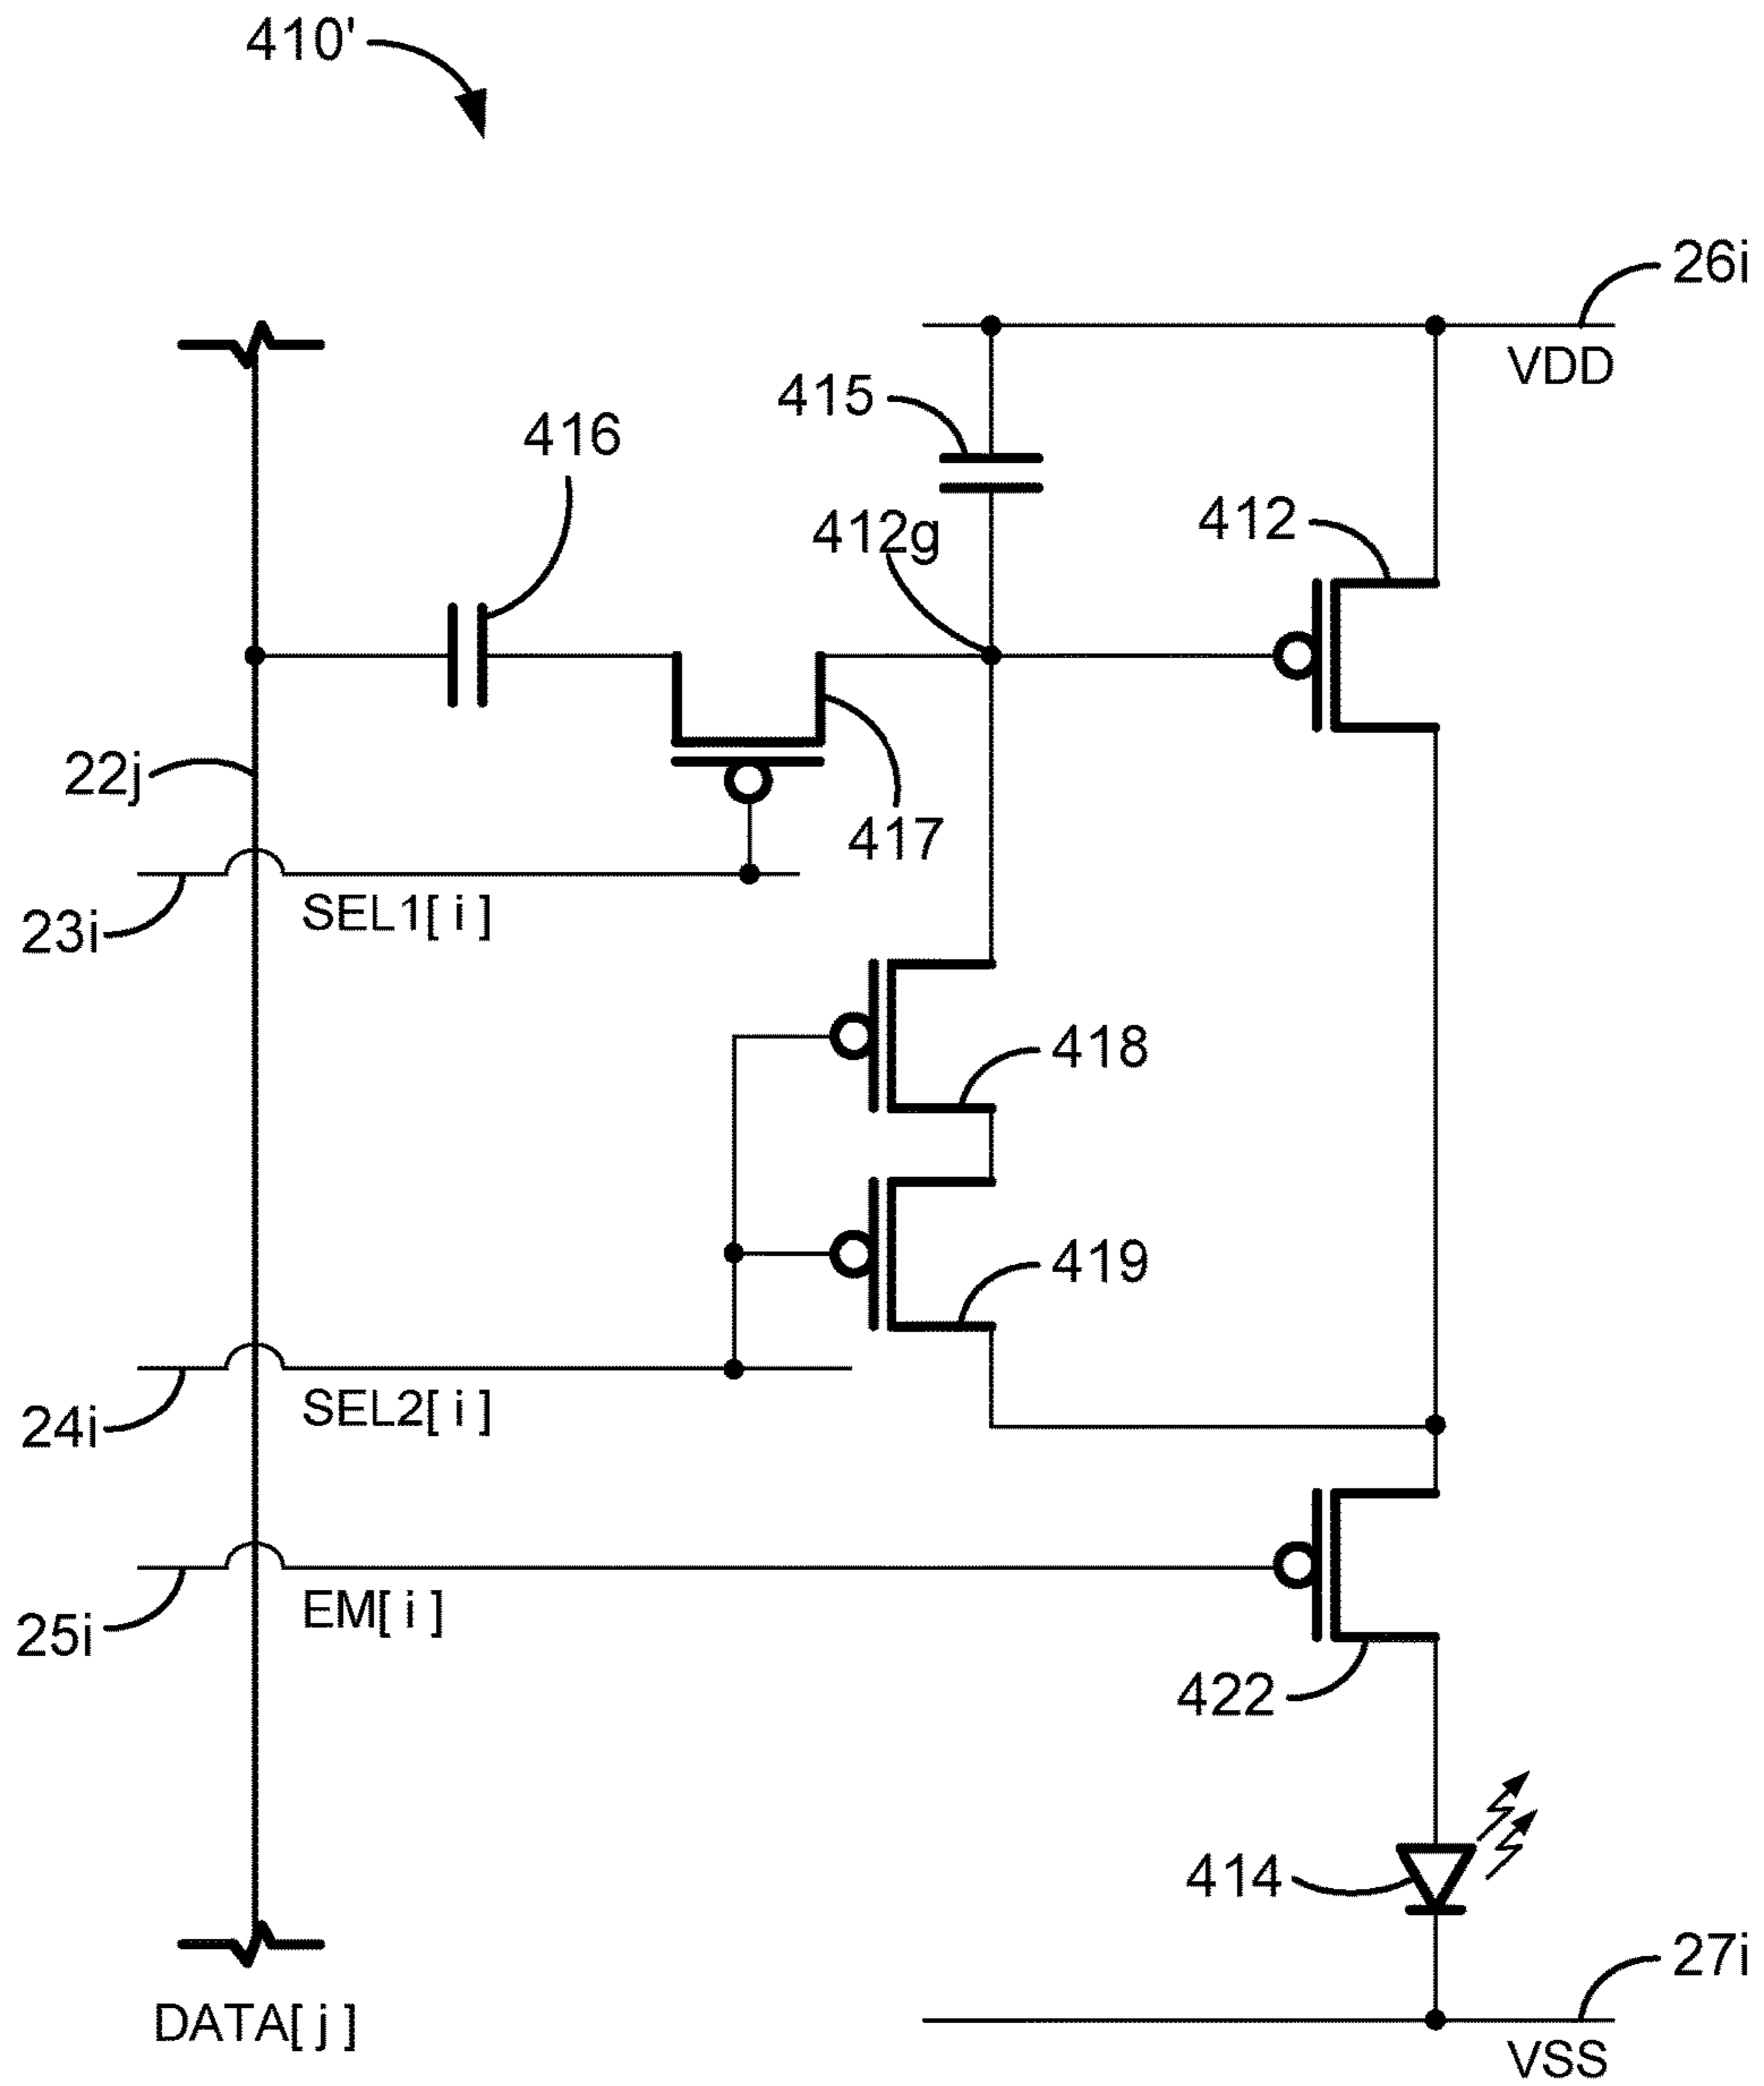 410'
26i
VDD
415
416
412g
412
22j
417
23i
SEL1[ i ]
418
419
24i
SEL2[ i ]
25i
EM[ i ]
422
414
27i
DATA[ j ]
VSS